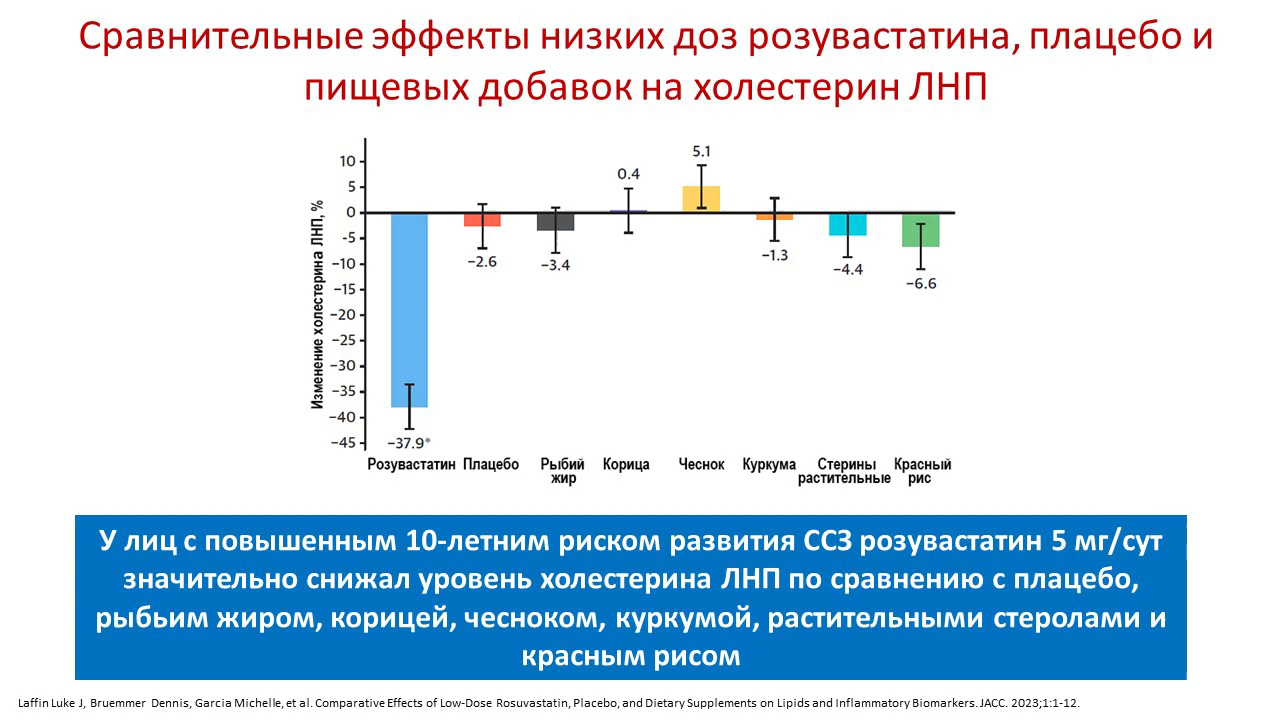 Сравнительные эффекты низких доз розувастатина, плацебо и
пищевых добавок на холестерин ЛНП
Изменение холестерина ЛНП, %
10
5
0
-5
−10
−15
−20
−25
−30
−35
−40
−45
−37.9*
−2.6
−3.4
0.4
5.1
−1.3
−4.4
−6.6
Розувастатин
Плацебо
Рыбий
жир
Корица
Чеснок
Куркума
Стерины
растительные
Красный
рис
У лиц с повышенным 10-летним риском развития ССЗ розувастатин 5 мг/сут
значительно снижал уровень холестерина ЛНП по сравнению с плацебо,
рыбьим жиром, корицей, чесноком, куркумой, растительными стеролами и
красным рисом
Laffin Luke J, Bruemmer Dennis, Garcia Michelle, et al. Comparative Effects of Low-Dose Rosuvastatin, Placebo, and Dietary Supplements on Lipids and Inflammatory Biomarkers. JACC. 2023;1:1-12.